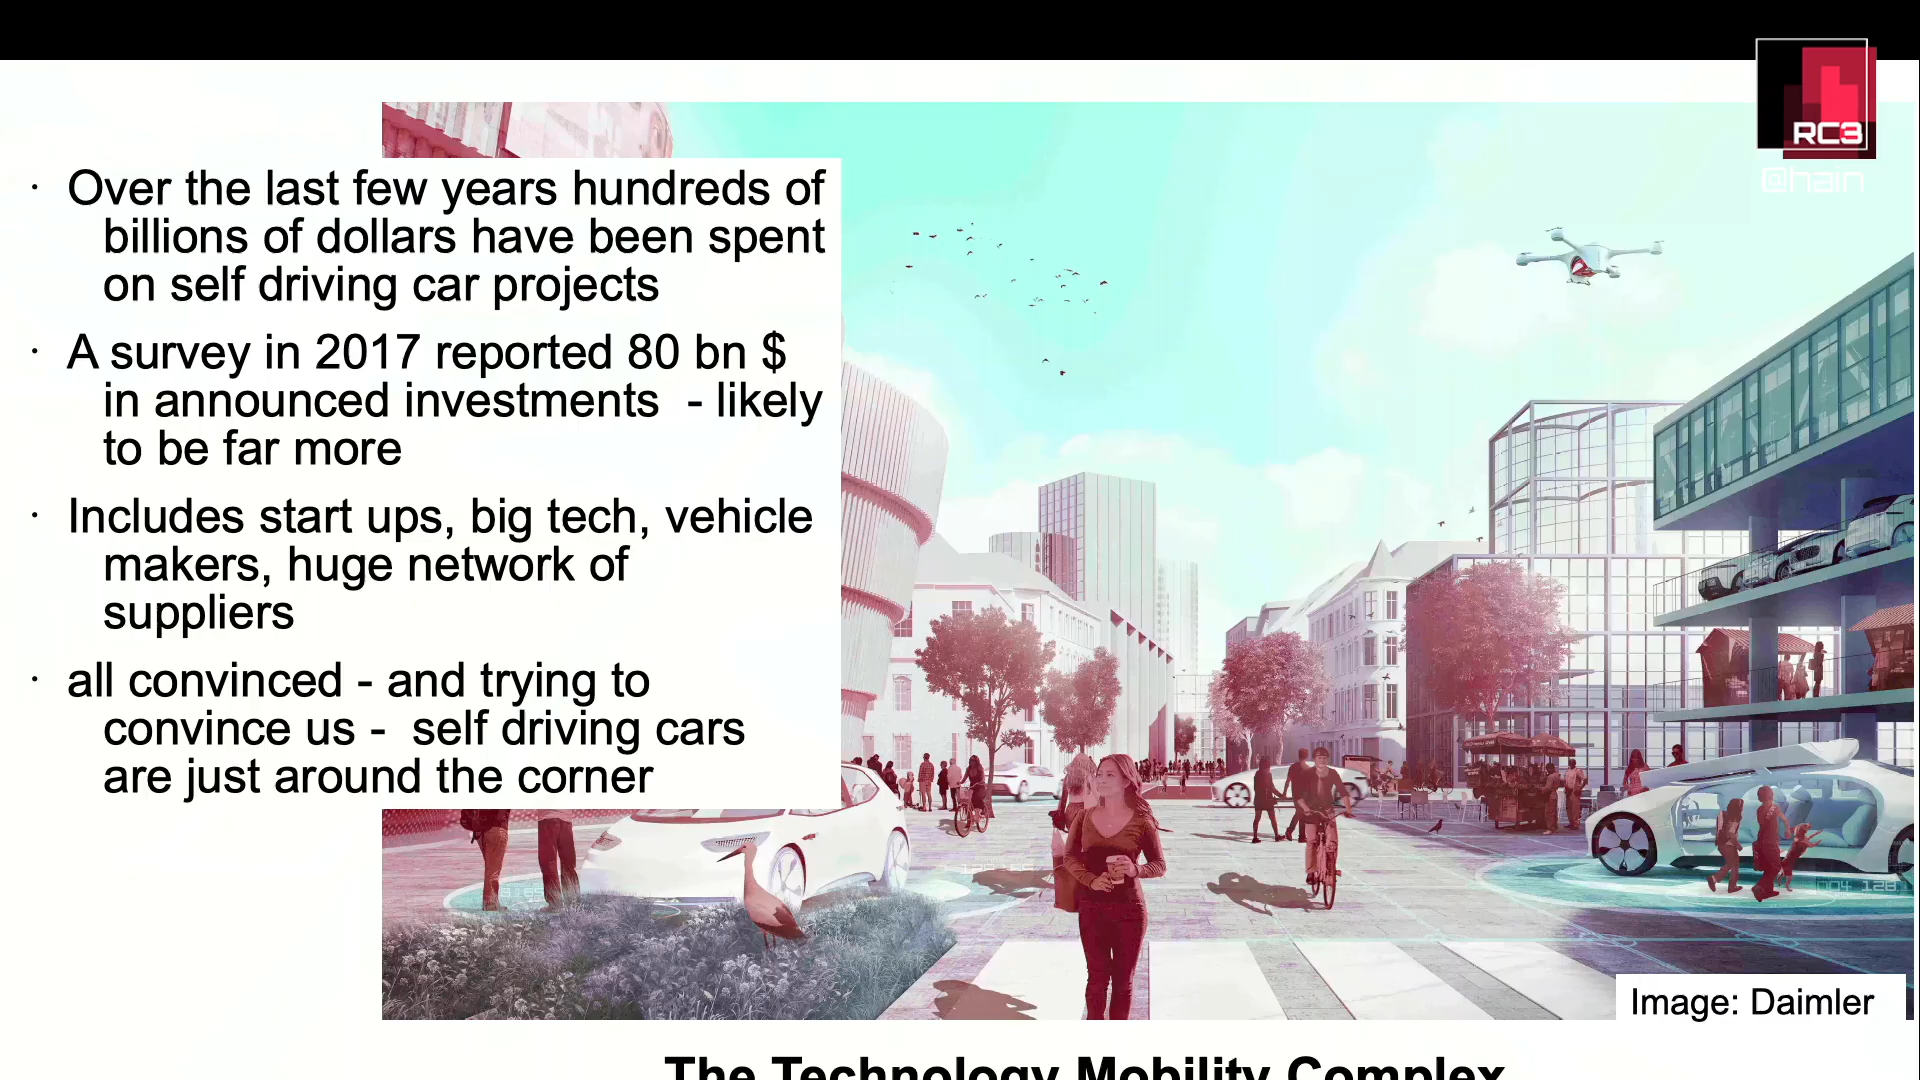 RC3
@hain
· Over the last few years hundreds of
billions of dollars have been spent
on self driving car projects
· A survey in 2017 reported 80 bn $
in announced investments  - likely
to be far more
· Includes start ups, big tech, vehicle
makers, huge network of
suppliers
· all convinced - and trying to
convince us -  self driving cars
are just around the corner
Image: Daimler
The Technology Mobility Complex